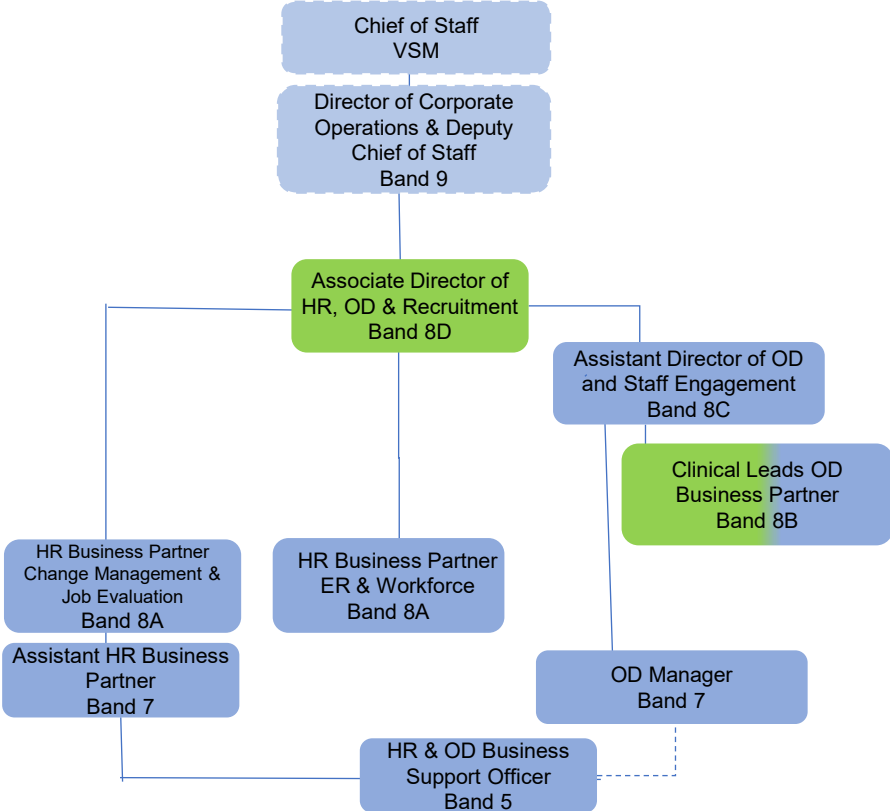 Chief of Staff
VSM
Director of Corporate
Operations & Deputy
Chief of Staff
Band 9
Associate Director of
HR, OD & Recruitment
Band 8D
Assistant Director of OD
and Staff Engagement
Band 8C
Clinical Leads OD
Business Partner
Band 8B
HR Business Partner
Change Management &
Job Evaluation
Band 8A
HR Business Partner
ER & Workforce
Band 8A
Assistant HR Business
Partner
Band 7
OD Manager
Band 7
HR & OD Business
Support Officer
Band 5